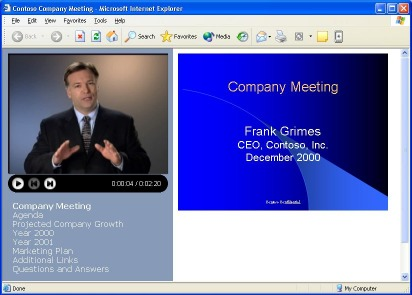 Contoso Company Meeting - Microsoft Internet Explorer
File Edit View Favorites Tools Help
Back Search Favorites Media
Company Meeting
Frank Grimes
CEO, Contoso, Inc.
December 2000
0:00:04 / 0:02:20
Company Meeting
Agenda
Projected Company Growth
Year 2000
Year 2001
Marketing Plan
Additional Links
Questions and Answers
Done My Computer